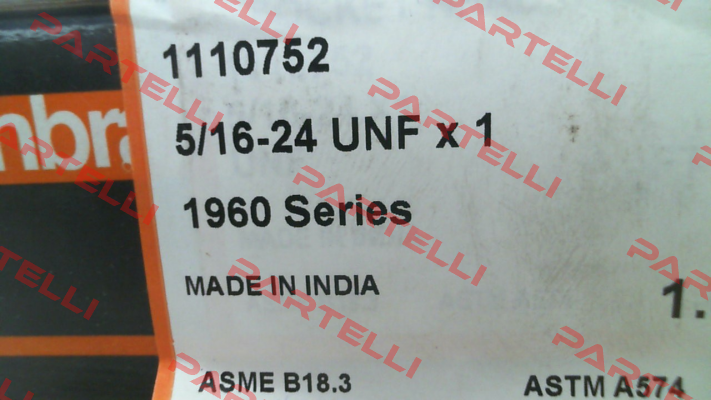 1110752
5/16-24 UNF x 1
1960 Series
MADE IN INDIA
1.
ASME B18.3 ASTM A574
PARTELLI